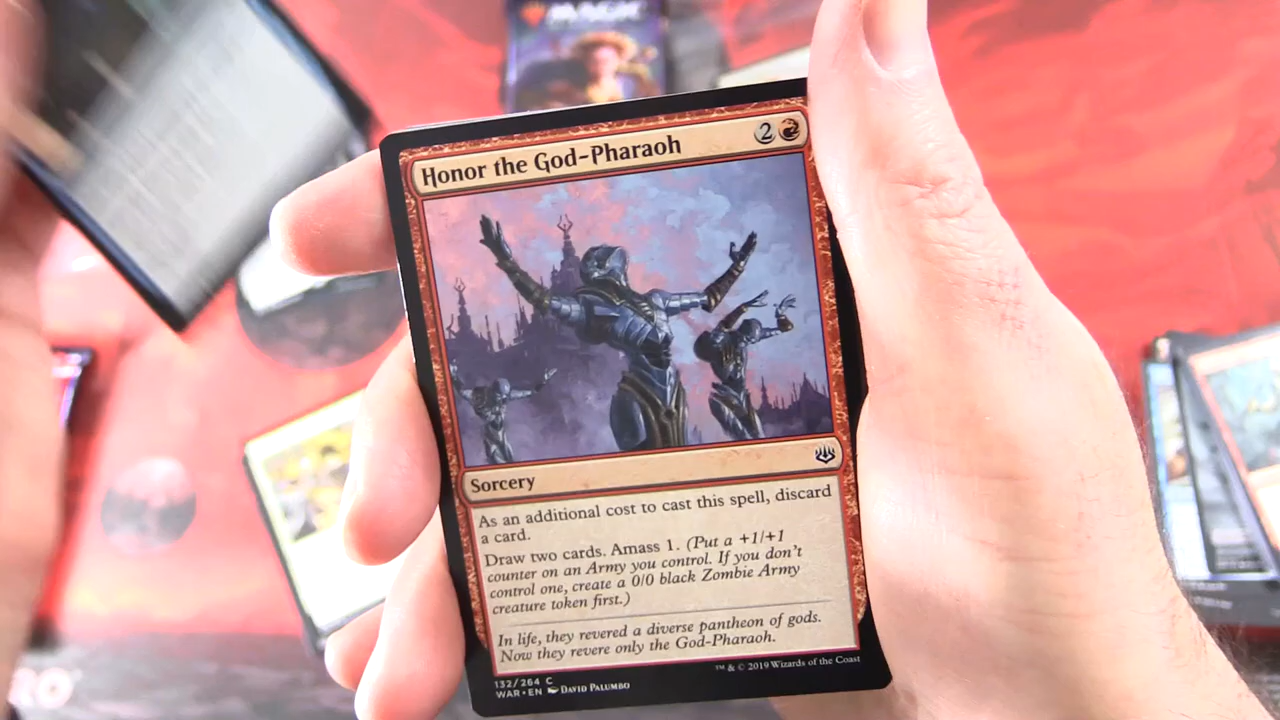 MAGIC
Honor the God-Pharaoh
2
Sorcery
As an additional cost to cast this spell, discard
a card.
Draw two cards. Amass 1. (Put a +1/+1
counter on an Army you control. If you don't
control one, create a 0/0 black Zombie Army
creature token first.)
In life, they revered a diverse pantheon of gods.
Now they revere only the God-Pharaoh.
132/264 C
WAR • EN DAVID PALUMBO
™ & © 2019 Wizards of the Coast
RO